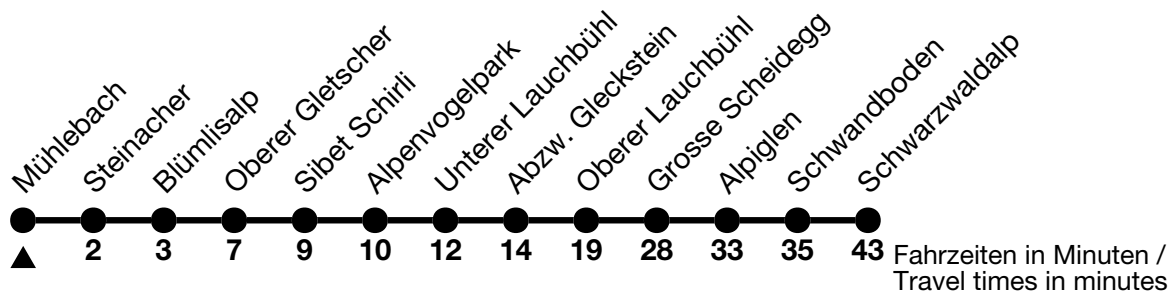 Mühlebach
Steinacher
Blümlisalp
Oberer Gletscher
Sibet Schirli
Alpenvogelpark
Unterer Lauchbühl
Abzw. Gleckstein
Oberer Lauchbühl
Grosse Scheidegg
Alpiglen
Schwandboden
Schwarzwaldalp
2 3 7 9 10 12 14 19 28 33 35 43 Fahrzeiten in Minuten /
Travel times in minutes